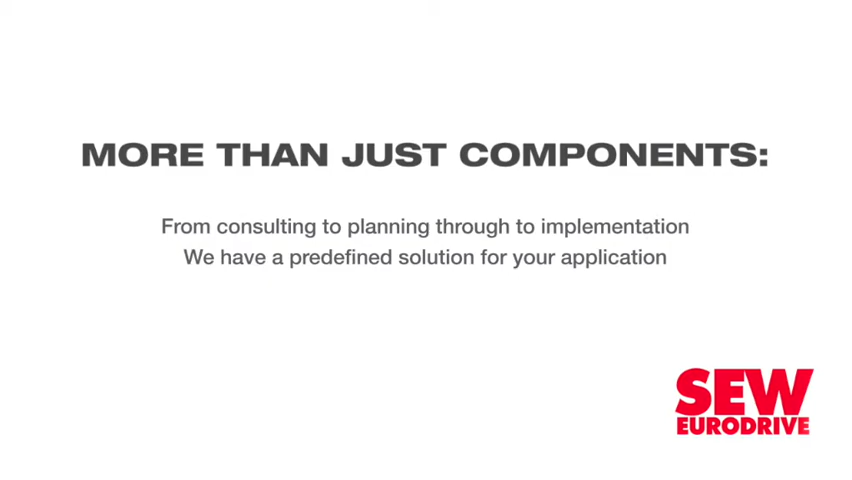 MORE THAN JUST COMPONENTS:
From consulting to planning through to implementation
We have a predefined solution for your application
SEW
EURODRIVE